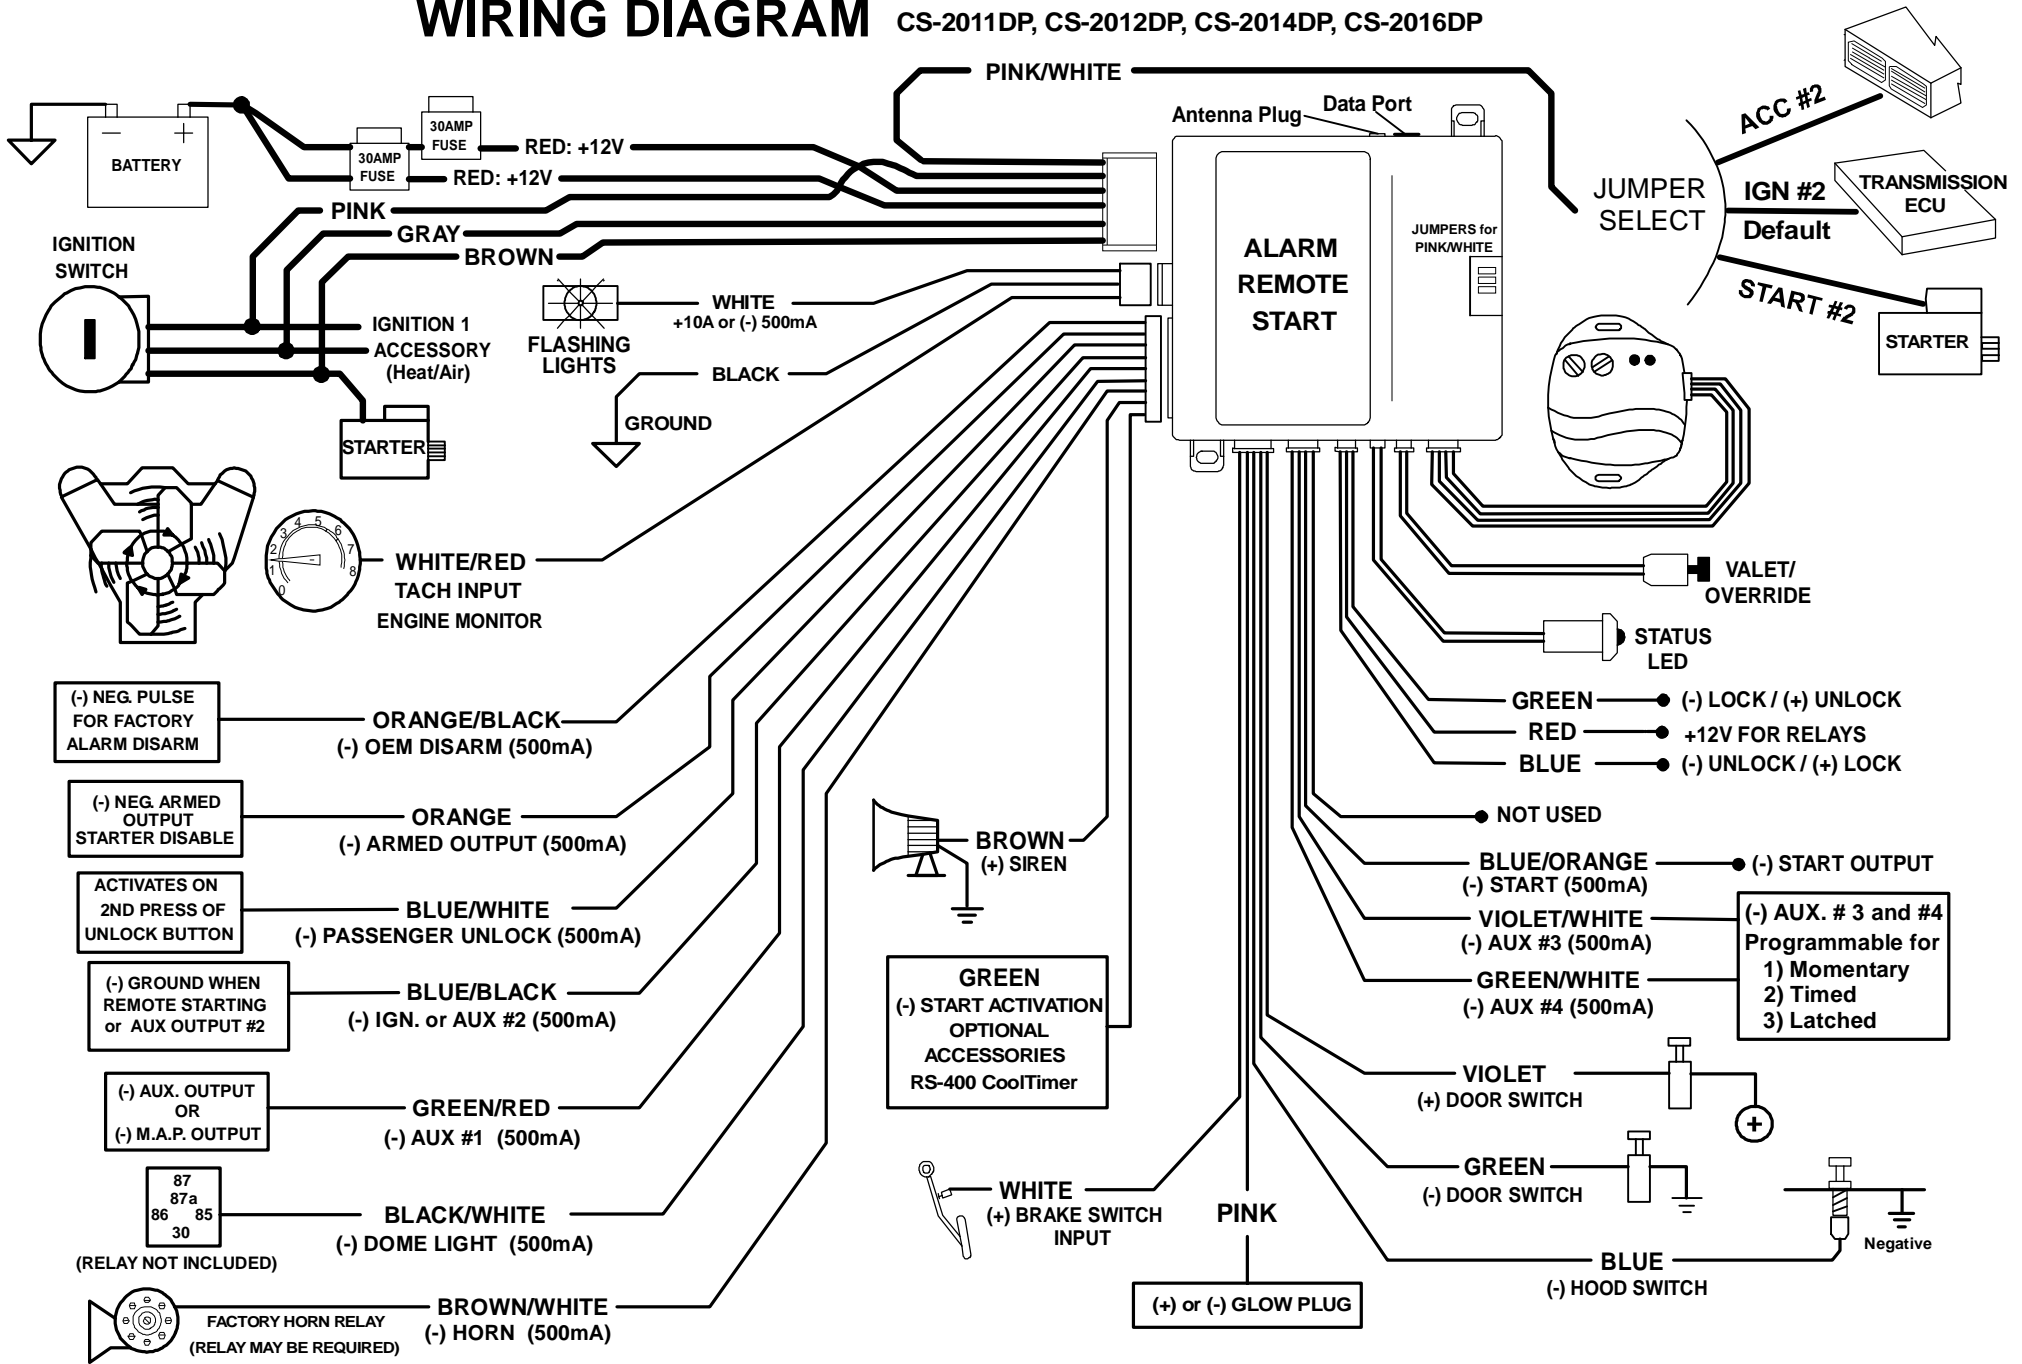 WIRING DIAGRAM CS-2011DP, CS-2012DP, CS-2014DP, CS-2016DP
PINK/WHITE
Antenna Plug
Data Port
ACC #2
30AMP
FUSE
RED: +12V
30AMP
FUSE
RED: +12V
BATTERY
PINK
GRAY
BROWN
IGNITION
SWITCH
IGNITION 1
ACCESSORY
(Heat/Air)
STARTER
WHITE
+10A or (-) 500mA
FLASHING
LIGHTS
BLACK
GROUND
ALARM
REMOTE
START
JUMPERS for
PINK/WHITE
JUMPER
SELECT
IGN #2
Default
TRANSMISSION
ECU
START #2
STARTER
0
1
2
3
4
5
6
7
8
WHITE/RED
TACH INPUT
ENGINE MONITOR
VALET/
OVERRIDE
STATUS
LED
(-) NEG. PULSE
FOR FACTORY
ALARM DISARM
ORANGE/BLACK
(-) OEM DISARM (500mA)
GREEN
(-) LOCK / (+) UNLOCK
RED
+12V FOR RELAYS
BLUE
(-) UNLOCK / (+) LOCK
(-) NEG. ARMED
OUTPUT
STARTER DISABLE
ORANGE
(-) ARMED OUTPUT (500mA)
BROWN
(+) SIREN
NOT USED
BLUE/ORANGE
(-) START (500mA)
(-) START OUTPUT
ACTIVATES ON
2ND PRESS OF
UNLOCK BUTTON
BLUE/WHITE
(-) PASSENGER UNLOCK (500mA)
VIOLET/WHITE
(-) AUX #3 (500mA)
GREEN/WHITE
(-) AUX #4 (500mA)
(-) AUX. # 3 and #4
Programmable for
1) Momentary
2) Timed
3) Latched
(-) GROUND WHEN
REMOTE STARTING
or AUX OUTPUT #2
BLUE/BLACK
(-) IGN. or AUX #2 (500mA)
GREEN
(-) START ACTIVATION
OPTIONAL
ACCESSORIES
RS-400 CoolTimer
(-) AUX. OUTPUT
OR
(-) M.A.P. OUTPUT
GREEN/RED
(-) AUX #1 (500mA)
VIOLET
(+) DOOR SWITCH
+
GREEN
(-) DOOR SWITCH
87
87a
86 85
30
(RELAY NOT INCLUDED)
BLACK/WHITE
(-) DOME LIGHT (500mA)
WHITE
(+) BRAKE SWITCH
INPUT
PINK
(+) or (-) GLOW PLUG
BLUE
(-) HOOD SWITCH
Negative
FACTORY HORN RELAY
(RELAY MAY BE REQUIRED)
BROWN/WHITE
(-) HORN (500mA)